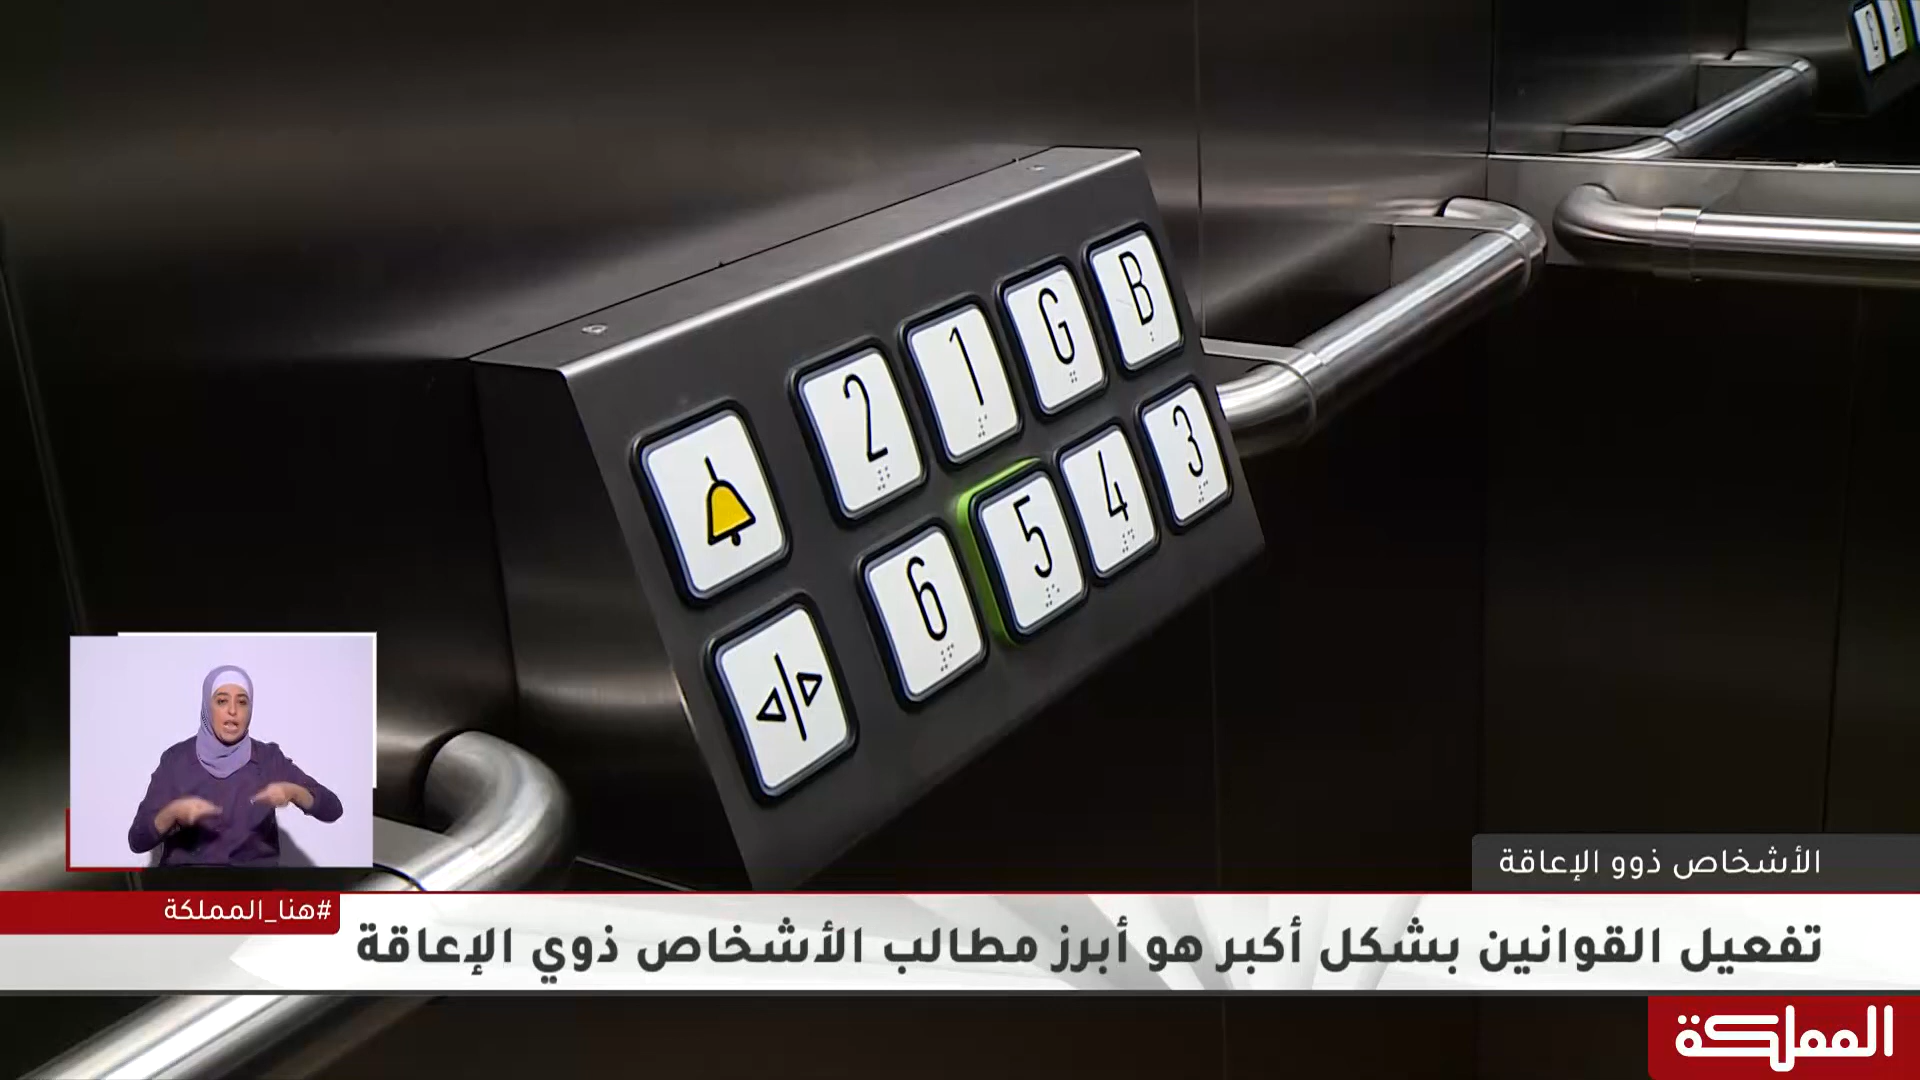 2 1 G B
6 5 4 3
الأشخاص ذوو الإعاقة
#هنا_المملكة
تفعيل القوانين بشكل أكبر هو أبرز مطالب الأشخاص ذوي الإعاقة
المملكة